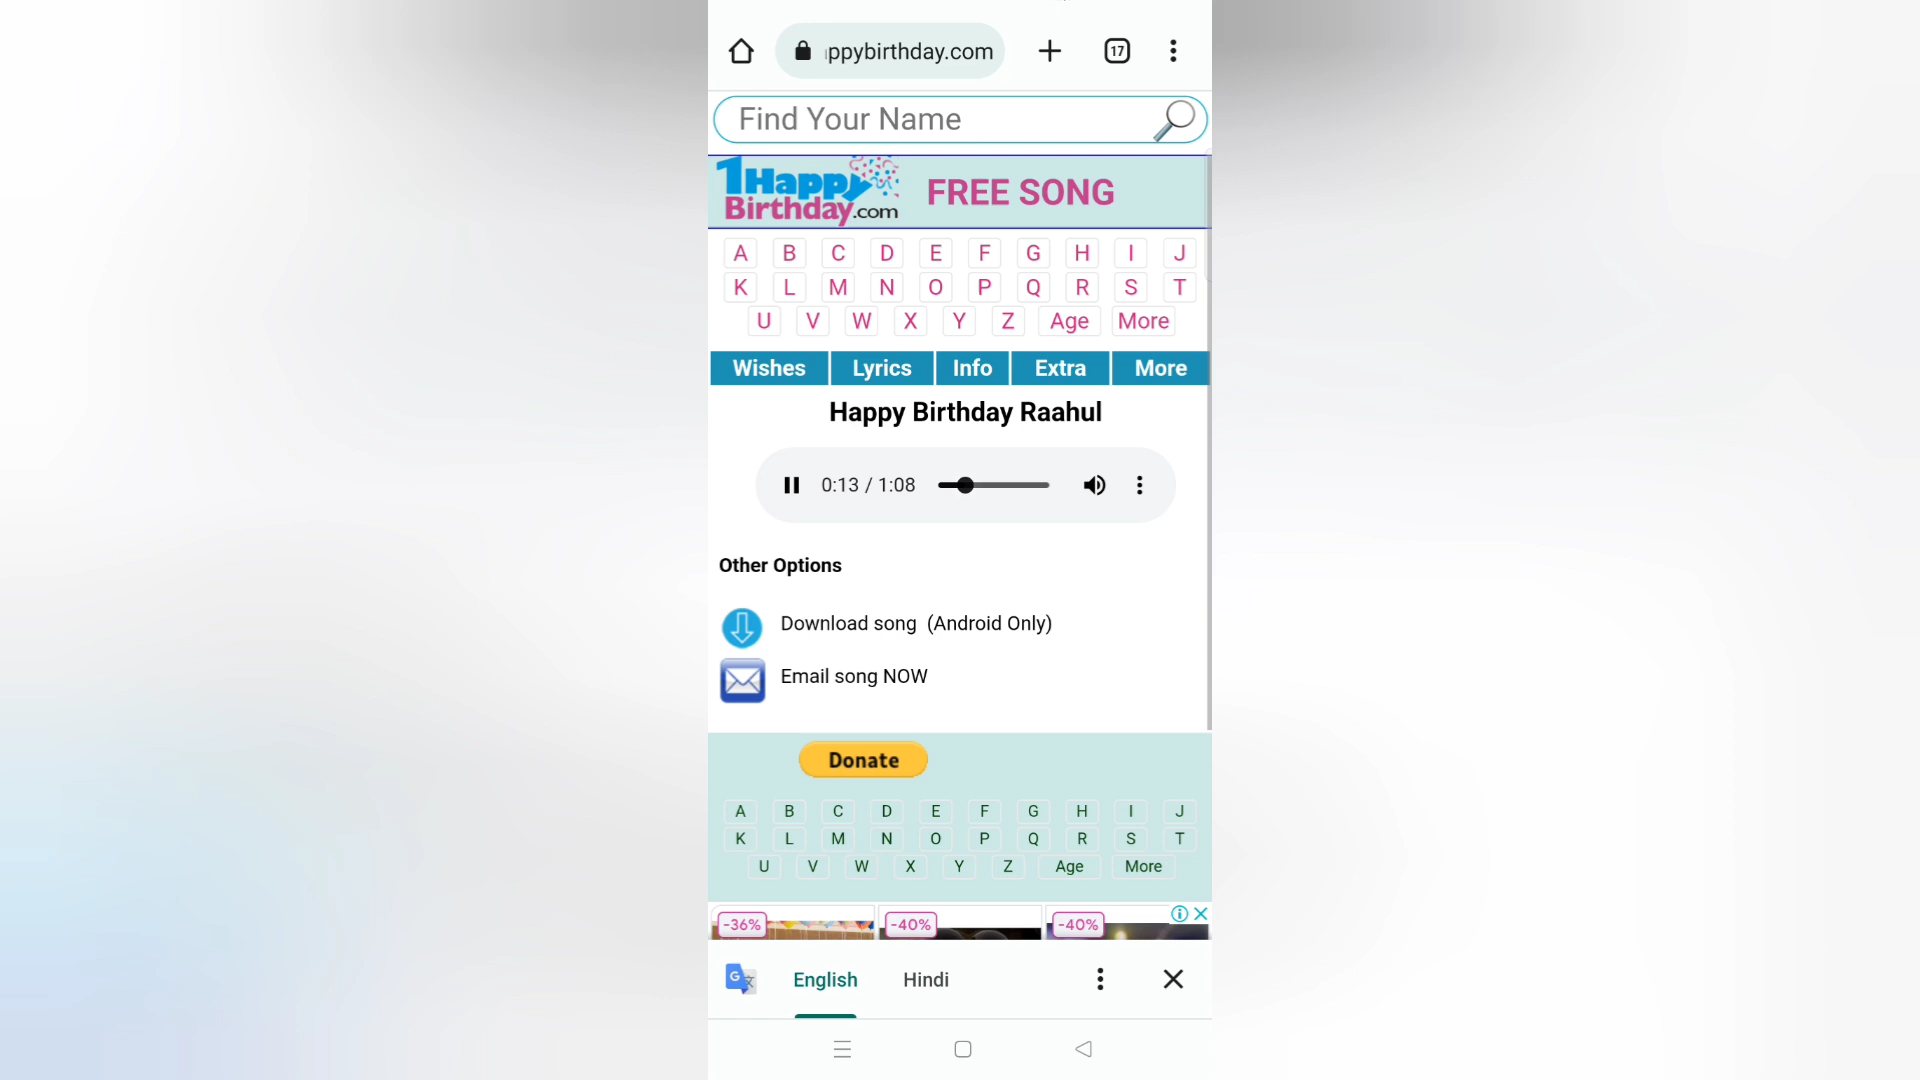 ppybirthday.com
17
Find Your Name
1Happy
Birthday.com
FREE SONG
A B C D E F G H I J
K L M N O P Q R S T
U V W X Y Z Age More
Wishes Lyrics Info Extra More
Happy Birthday Raahul
0:13 / 1:08
Other Options
Download song (Android Only)
Email song NOW
Donate
A B C D E F G H I J
K L M N O P Q R S T
U V W X Y Z Age More
-36% -40% -40%
English Hindi